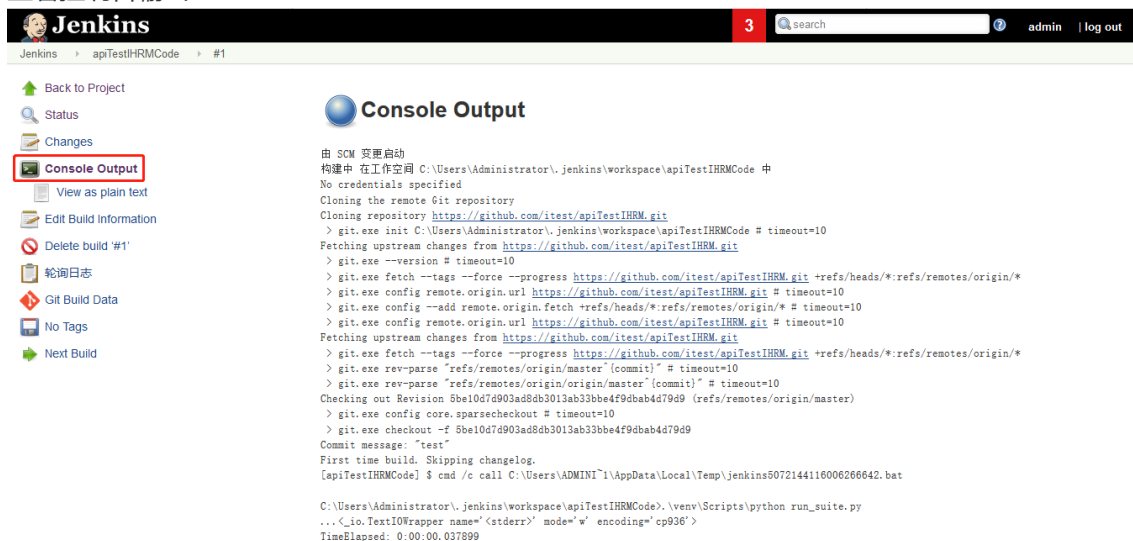 Jenkins
3
search
admin
| log out
Jenkins
apiTestIHRMCode
#1
Back to Project
Status
Changes
Console Output
View as plain text
Edit Build Information
Delete build '#1'
轮询日志
Git Build Data
No Tags
Next Build
Console Output
由 SCM 变更启动
构建中 在工作空间 C:\Users\Administrator\.jenkins\workspace\apiTestIHRMCode 中
No credentials specified
Cloning the remote Git repository
Cloning repository https://github.com/itest/apiTestIHRM.git
> git.exe init C:\Users\Administrator\.jenkins\workspace\apiTestIHRMCode # timeout=10
Fetching upstream changes from https://github.com/itest/apiTestIHRM.git
> git.exe --version # timeout=10
> git.exe fetch --tags --force --progress https://github.com/itest/apiTestIHRM.git +refs/heads/*:refs/remotes/origin/*
> git.exe config remote.origin.url https://github.com/itest/apiTestIHRM.git # timeout=10
> git.exe config --add remote.origin.fetch +refs/heads/*:refs/remotes/origin/* # timeout=10
> git.exe config remote.origin.url https://github.com/itest/apiTestIHRM.git # timeout=10
Fetching upstream changes from https://github.com/itest/apiTestIHRM.git
> git.exe fetch --tags --force --progress https://github.com/itest/apiTestIHRM.git +refs/heads/*:refs/remotes/origin/*
> git.exe rev-parse "refs/remotes/origin/master^{commit}" # timeout=10
> git.exe rev-parse "refs/remotes/origin/origin/master^{commit}" # timeout=10
Checking out Revision 5be10d7d903ad8db3013ab33bbe4f9dbab4d79d9 (refs/remotes/origin/master)
> git.exe config core.sparsecheckout # timeout=10
> git.exe checkout -f 5be10d7d903ad8db3013ab33bbe4f9dbab4d79d9
Commit message: "test"
First time build. Skipping changelog.
[apiTestIHRMCode] $ cmd /c call C:\Users\ADMINI~1\AppData\Local\Temp\jenkins5072144116006266642.bat
C:\Users\Administrator\.jenkins\workspace\apiTestIHRMCode>.\venv\Scripts\python run_suite.py
...<_io.TextIOWrapper name='<stderr>' mode='w' encoding='cp936'>
TimeElapsed: 0:00:00.037899